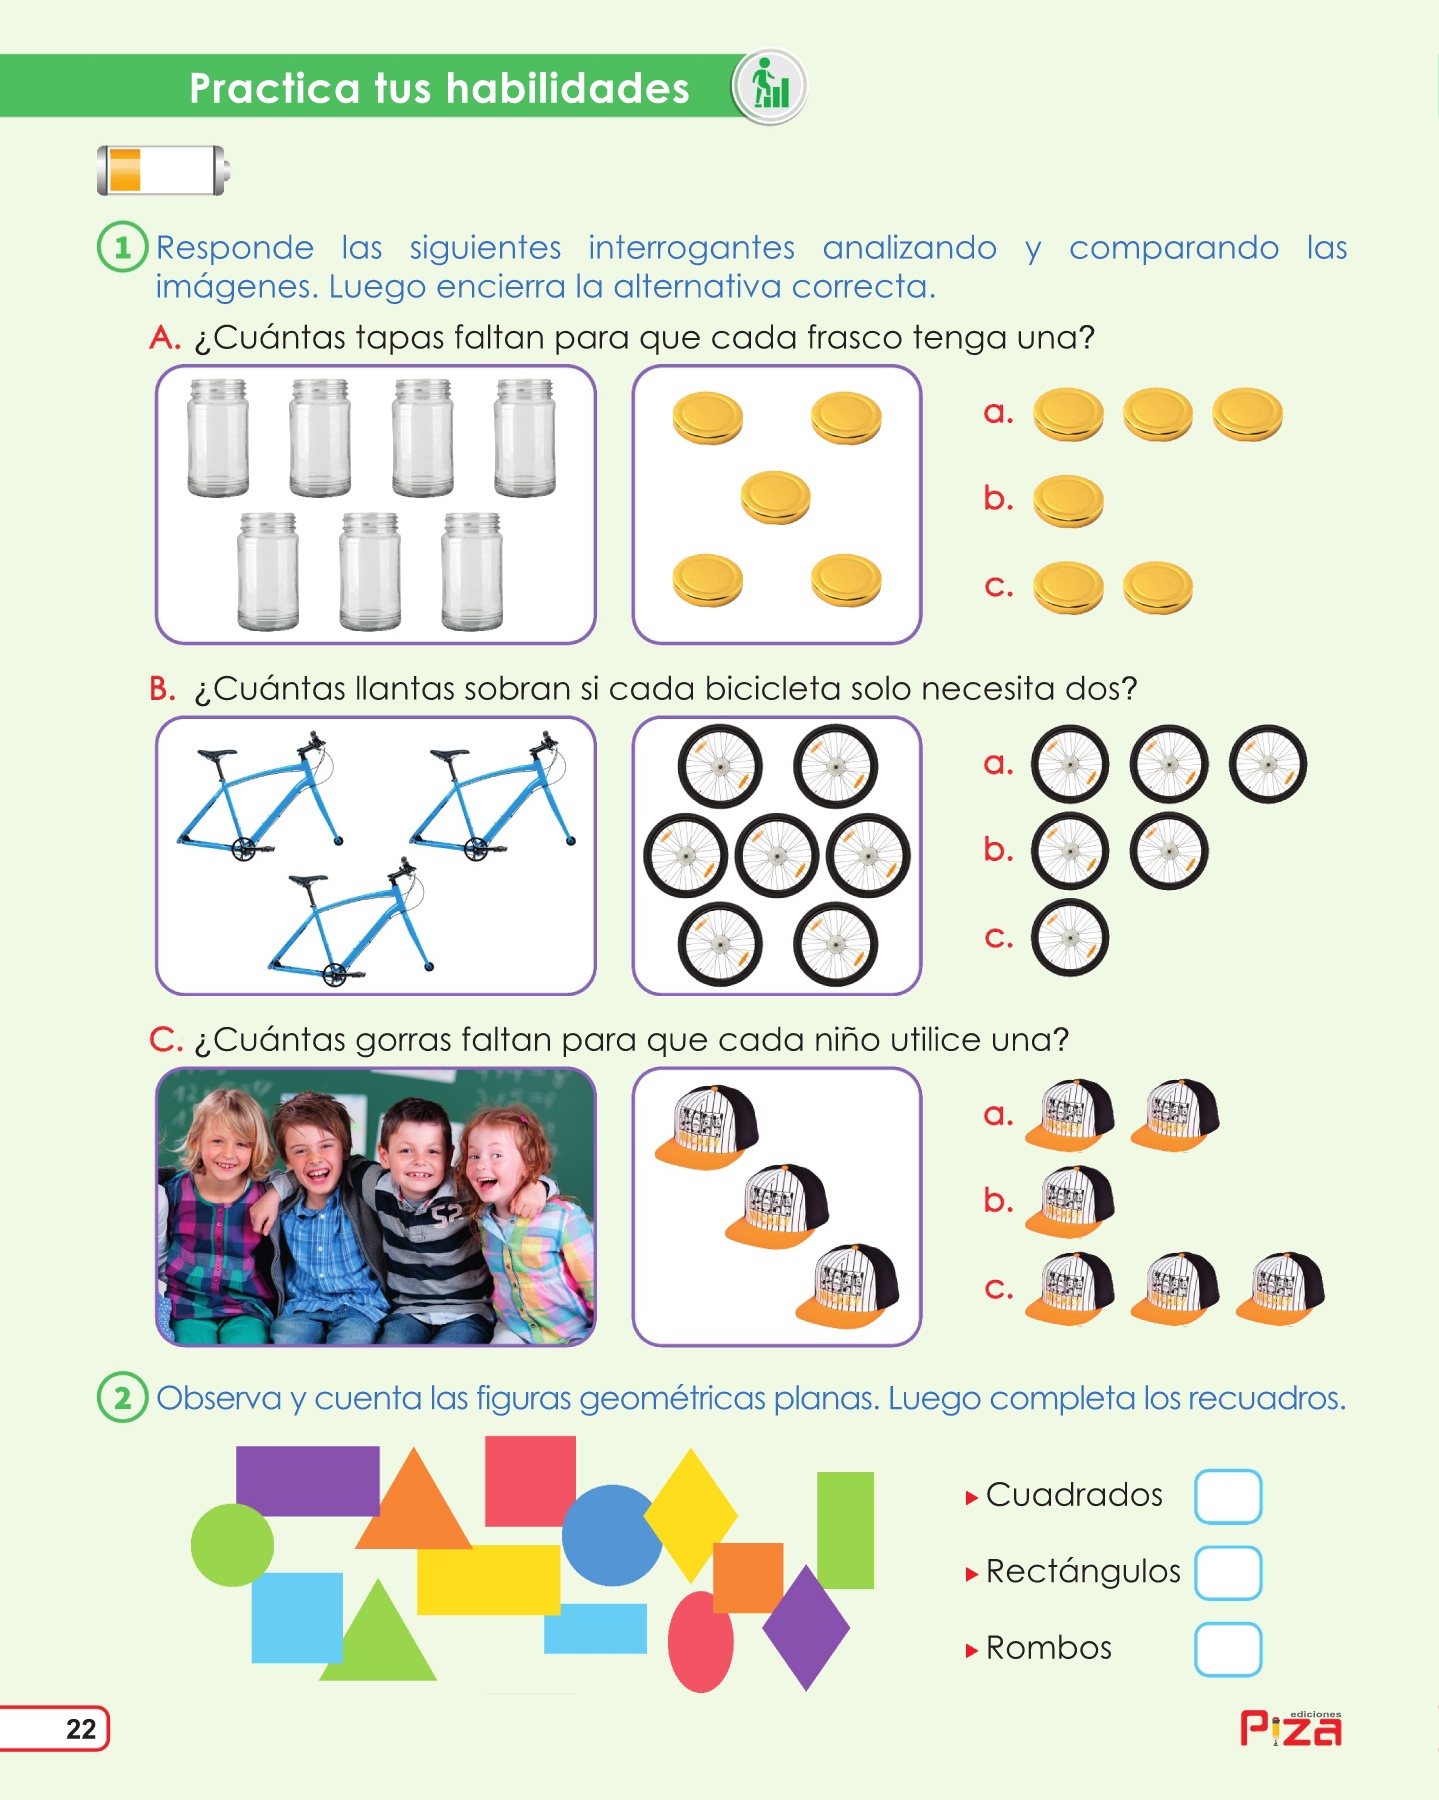 Practica tus habilidades
1 Responde las siguientes interrogantes analizando y comparando las
imágenes. Luego encierra la alternativa correcta.
A. ¿Cuántas tapas faltan para que cada frasco tenga una?
a.
b.
c.
B. ¿Cuántas llantas sobran si cada bicicleta solo necesita dos?
a.
b.
c.
C. ¿Cuántas gorras faltan para que cada niño utilice una?
52
a.
b.
c.
2 Observa y cuenta las figuras geométricas planas. Luego completa los recuadros.
Cuadrados
Rectángulos
Rombos
22
ediciones
Piza